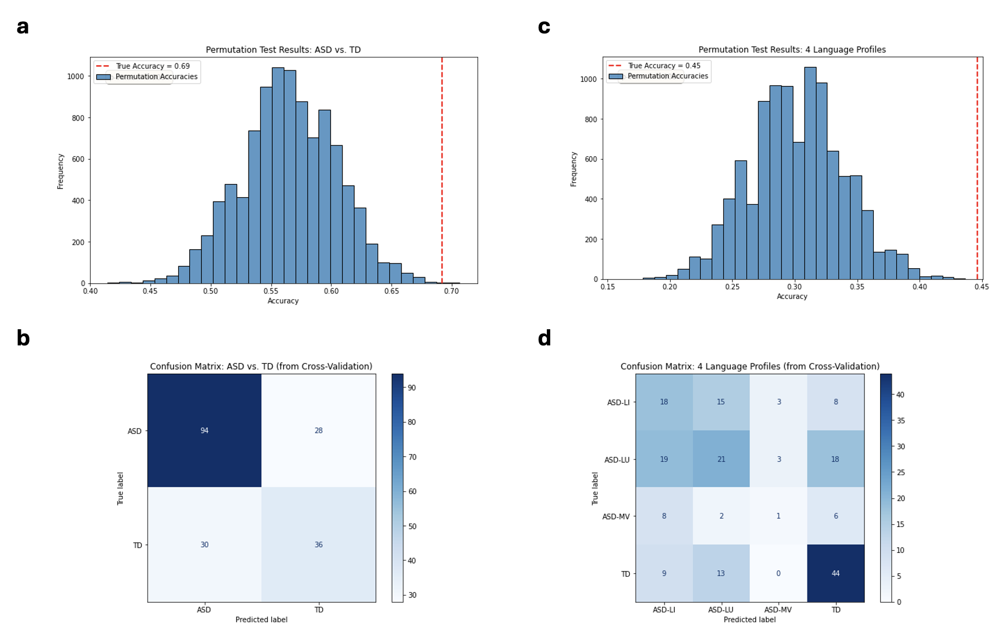 a
Permutation Test Results: ASD vs. TD
True Accuracy = 0.69
Permutation Accuracies
1000
800
600
400
200
0
Frequency
0.40 0.45 0.50 0.55 0.60 0.65 0.70
Accuracy
c
Permutation Test Results: 4 Language Profiles
True Accuracy = 0.45
Permutation Accuracies
1000
800
600
400
200
0
Frequency
0.15 0.20 0.25 0.30 0.35 0.40 0.45
Accuracy
b
Confusion Matrix: ASD vs. TD (from Cross-Validation)
ASD 94 28
TD 30 36
True label
ASD TD
Predicted label
90
80
70
60
50
40
30
d
Confusion Matrix: 4 Language Profiles (from Cross-Validation)
ASD-LI 18 15 3 8
ASD-LU 19 21 3 18
ASD-MV 8 2 1 6
TD 9 13 0 44
True label
ASD-LI ASD-LU ASD-MV TD
Predicted label
40
35
30
25
20
15
10
5
0